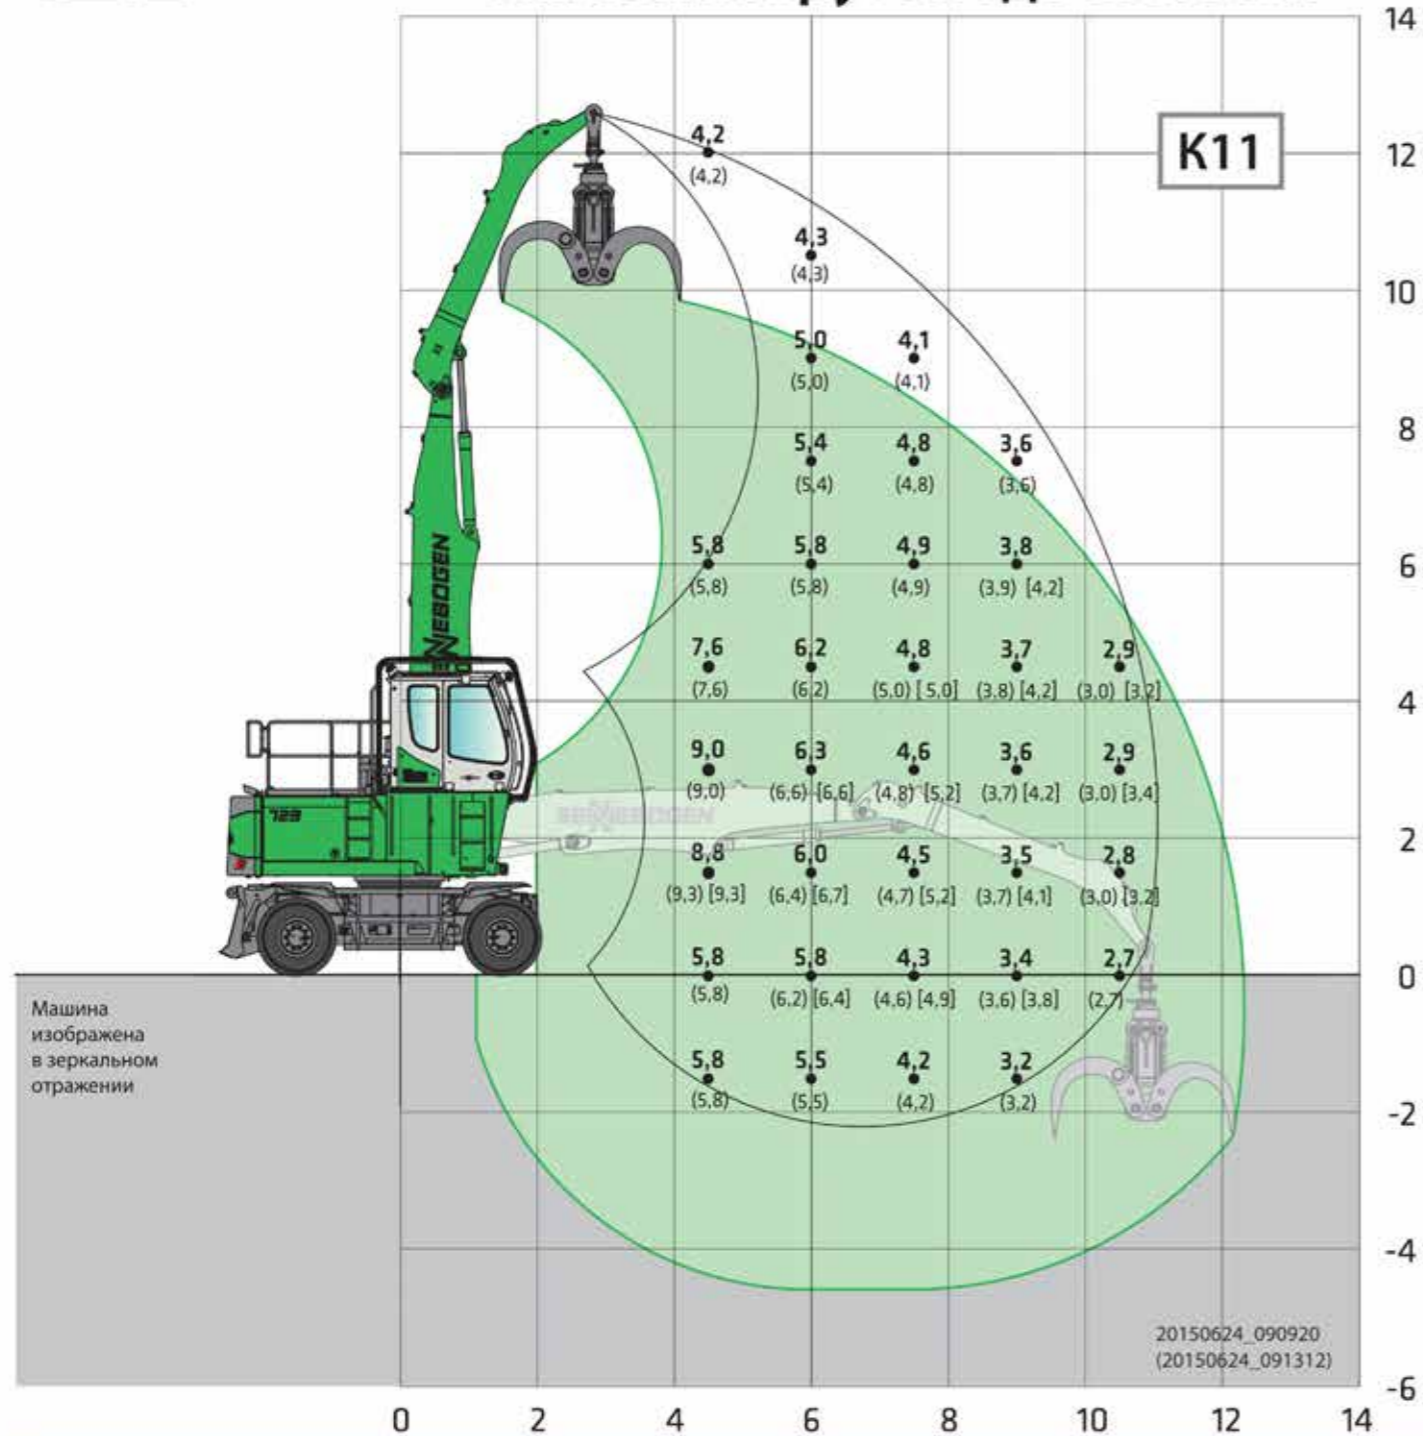 14
K11
4,2
12
(4,2)
4,3
(4,3)
10
5,0 4,1
(5,0) (4,1)
8
5,4 4,8 3,6
(5,4) (4,8) (3,6)
5,8 5,8 4,9 3,8
6
(5,8) (5,8) (4,9) (3,9) [4,2]
7,6 6,2 4,8 3,7 2,9
(7,6) (6,2) (5,0) [5,0] (3,8) [4,2] (3,0) [3,2]
4
9,0 6,3 4,6 3,6 2,9
(9,0) (6,6) [6,6] (4,8) [5,2] (3,7) [4,2] (3,0) [3,4]
SENNEBOGEN
723
2
8,8 6,0 4,5 3,5 2,8
(9,3) [9,3] (6,4) [6,7] (4,7) [5,2] (3,7) [4,1] (3,0) [3,2]
5,8 5,8 4,3 3,4 2,7
0
(5,8) (6,2) [6,4] (4,6) [4,9] (3,6) [3,8] (2,7)
Машина
изображена
в зеркальном
отражении
5,8 5,5 4,2 3,2
(5,8) (5,5) (4,2) (3,2)
-2
-4
20150624_090920
(20150624_091312)
-6
0 2 4 6 8 10 12 14